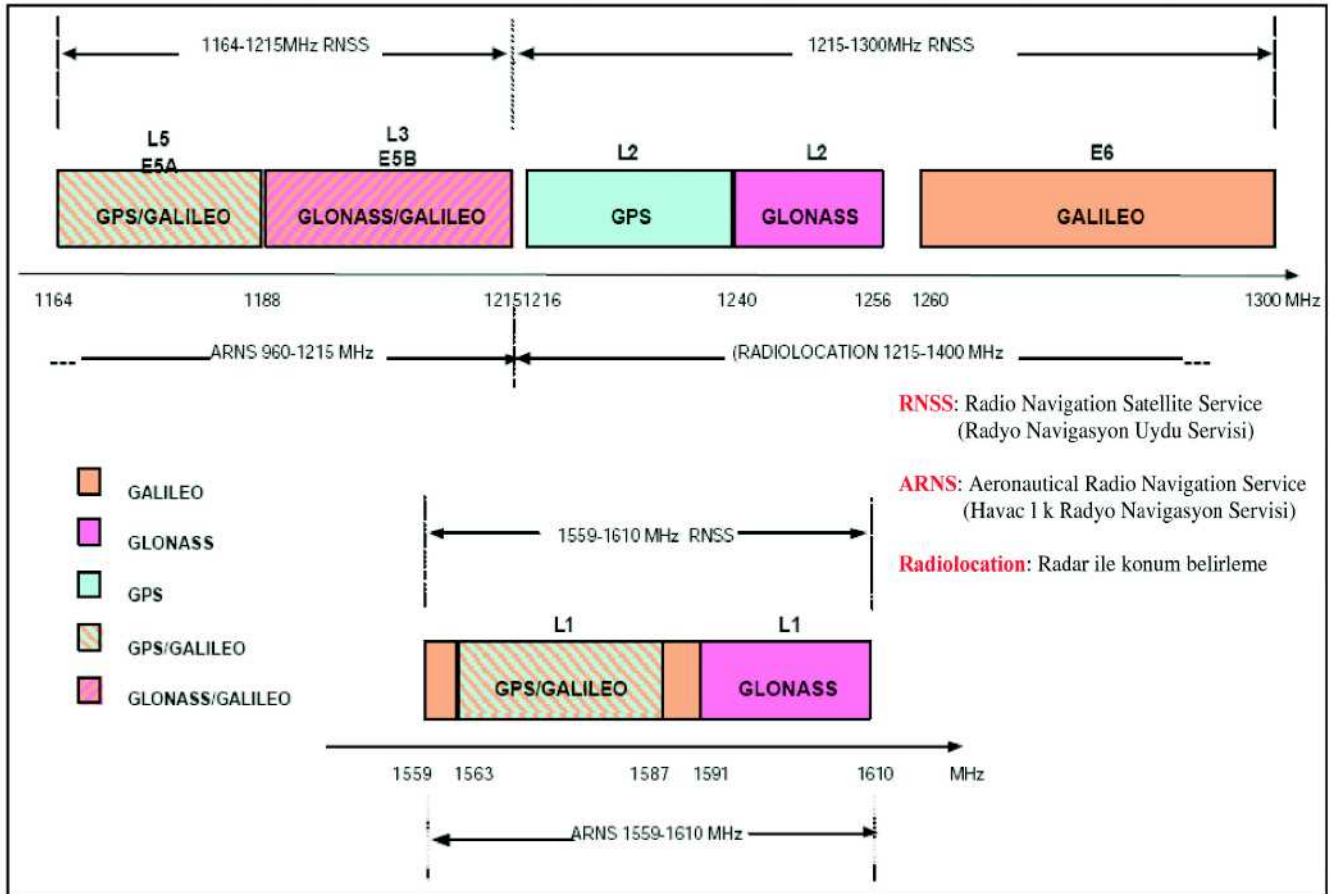 1164-1215MHz RNSS
1215-1300MHz RNSS
L5
E5A
L3
E5B
L2
L2
E6
GPS/GALILEO
GLONASS/GALILEO
GPS
GLONASS
GALILEO
1164 1188 1215 1216 1240 1256 1260 1300 MHz
--- ARNS 960-1215 MHz
(RADIOLOCATION 1215-1400 MHz ---
RNSS: Radio Navigation Satellite Service
(Radyo Navigasyon Uydu Servisi)
ARNS: Aeronautical Radio Navigation Service
(Havac l k Radyo Navigasyon Servisi)
Radiolocation: Radar ile konum belirleme
GALILEO
GLONASS
GPS
GPS/GALILEO
GLONASS/GALILEO
1559-1610 MHz RNSS
L1
L1
GPS/GALILEO
GLONASS
1559 1563 1587 1591 1610 MHz
ARNS 1559-1610 MHz